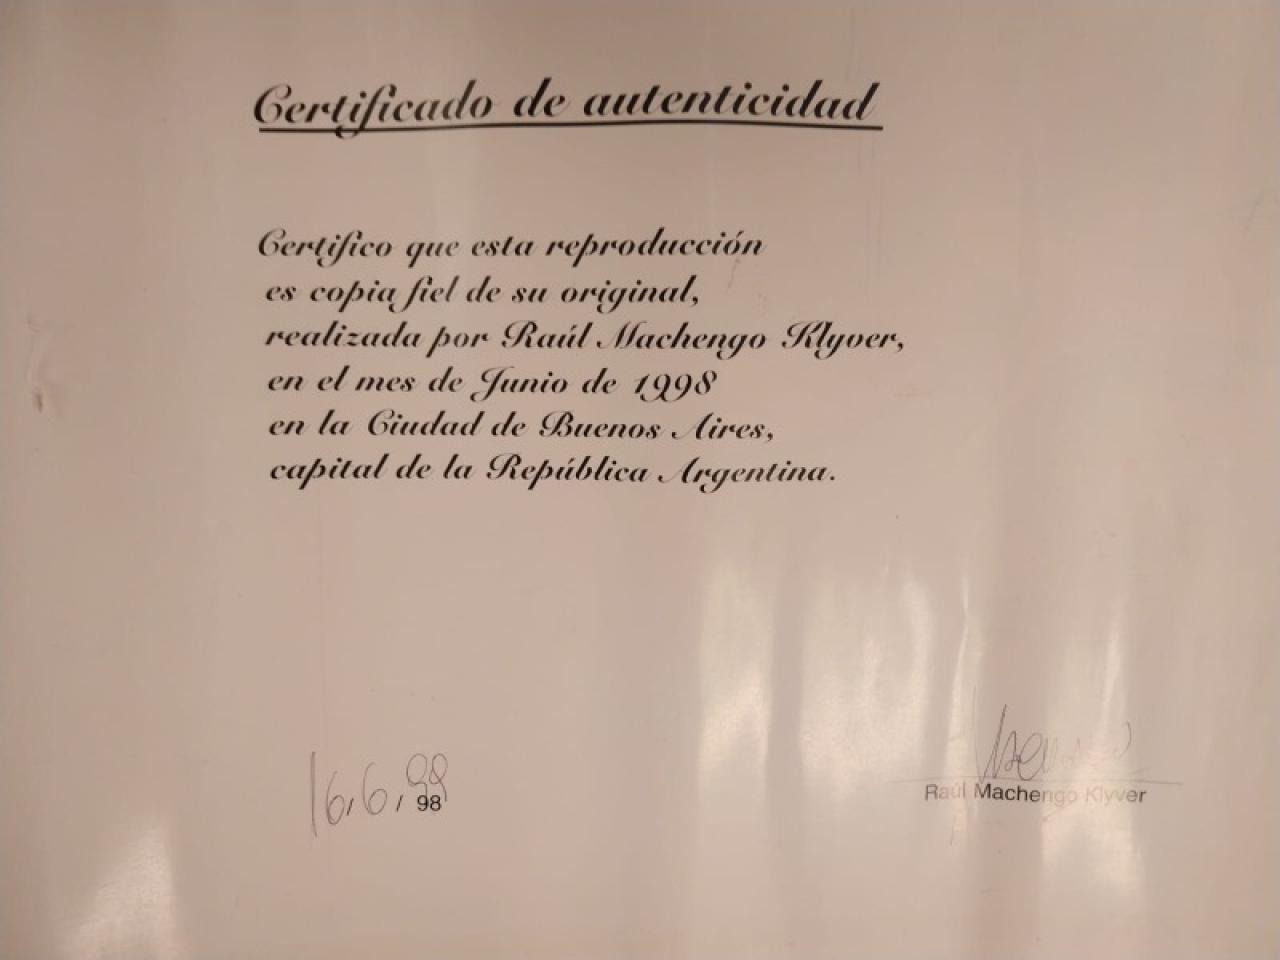 Certificado de autenticidad
Certifico que esta reproducción
es copia fiel de su original,
realizada por Raúl Machengo Klyver,
en el mes de Junio de 1998
en la Ciudad de Buenos Aires,
capital de la República Argentina.
16,6,99
/ 98
Raúl Machengo Klyver